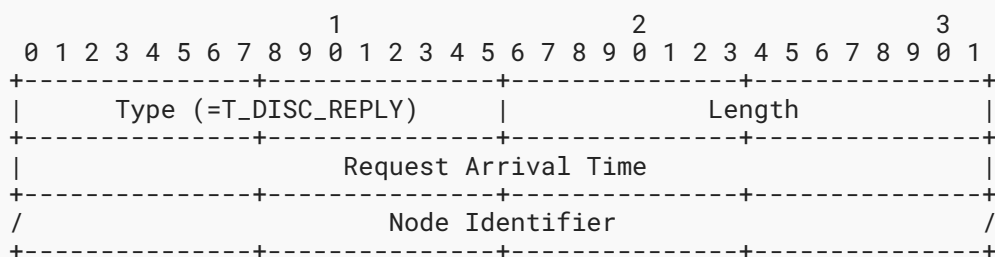 1                   2                   3
 0 1 2 3 4 5 6 7 8 9 0 1 2 3 4 5 6 7 8 9 0 1 2 3 4 5 6 7 8 9 0 1
+---------------+---------------+---------------+---------------+
|      Type (=T_DISC_REPLY)     |             Length            |
+---------------+---------------+---------------+---------------+
|                     Request Arrival Time                      |
+---------------+---------------+---------------+---------------+
/                        Node Identifier                        /
+---------------+---------------+---------------+---------------+